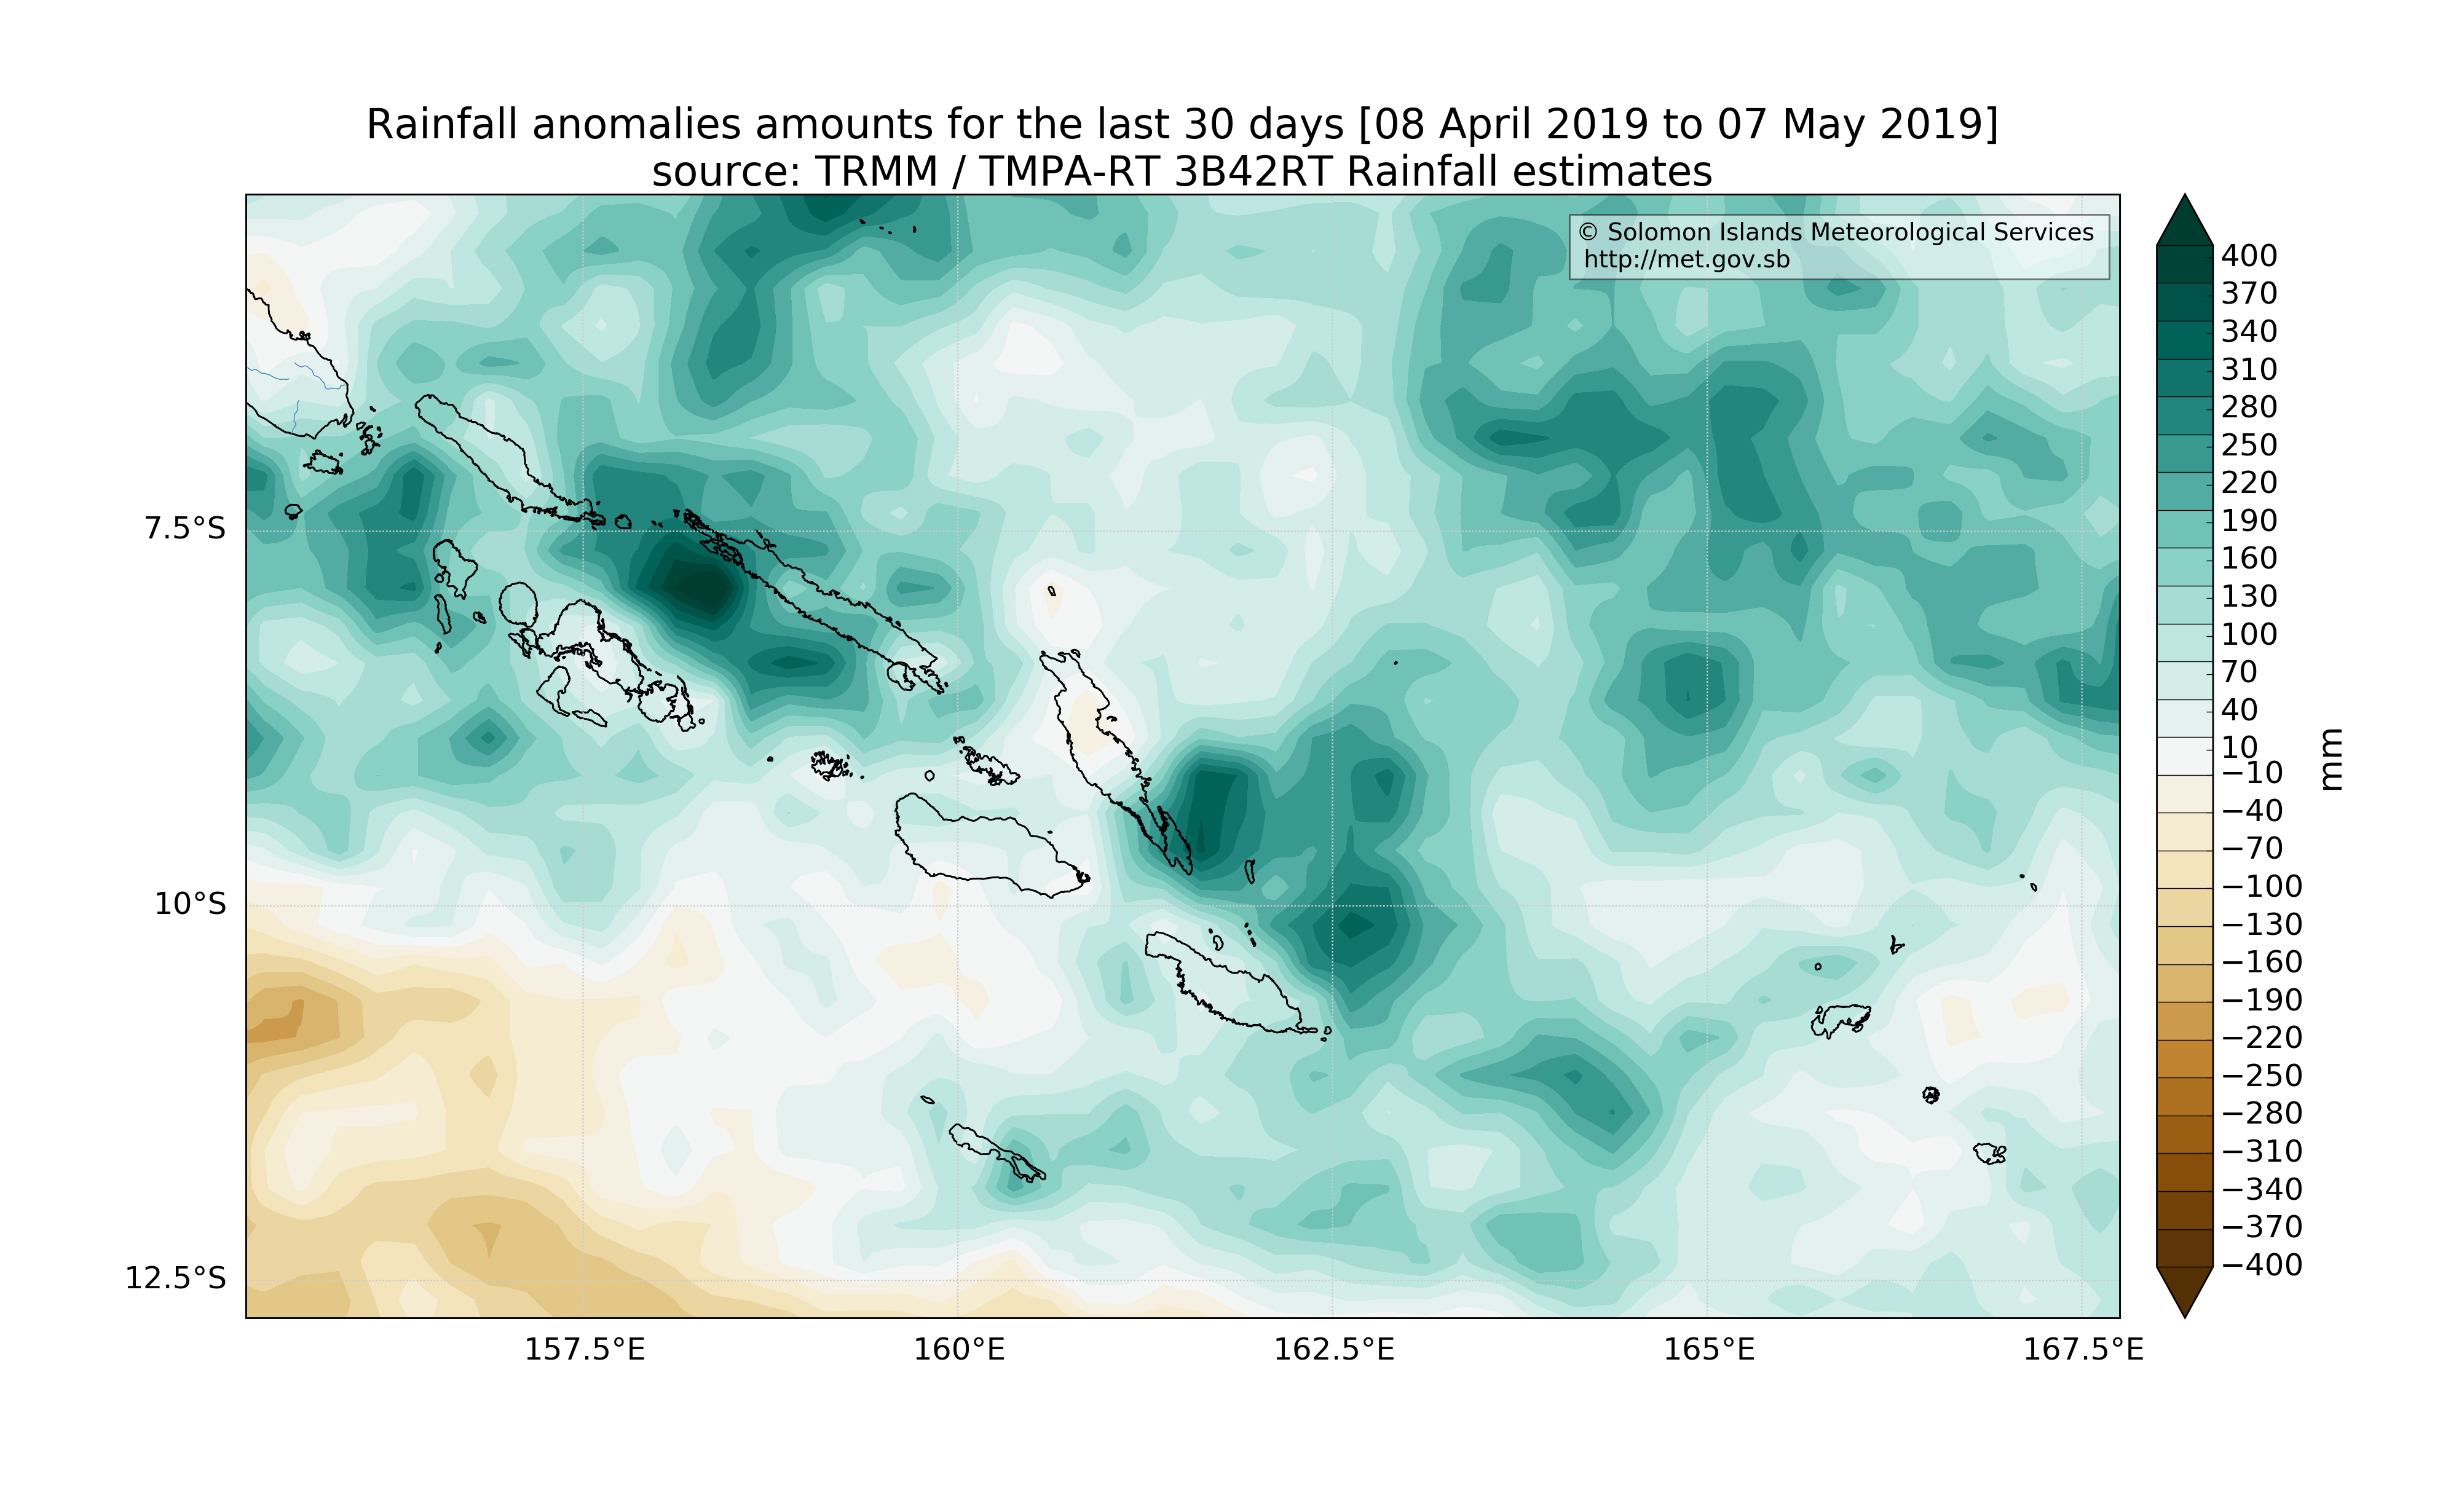 Rainfall anomalies amounts for the last 30 days [08 April 2019 to 07 May 2019]
source: TRMM / TMPA-RT 3B42RT Rainfall estimates
© Solomon Islands Meteorological Services
http://met.gov.sb
7.5°S
10°S
12.5°S
157.5°E
160°E
162.5°E
165°E
167.5°E
400
370
340
310
280
250
220
190
160
130
100
70
40
10
−10
−40
−70
−100
−130
−160
−190
−220
−250
−280
−310
−340
−370
−400
mm